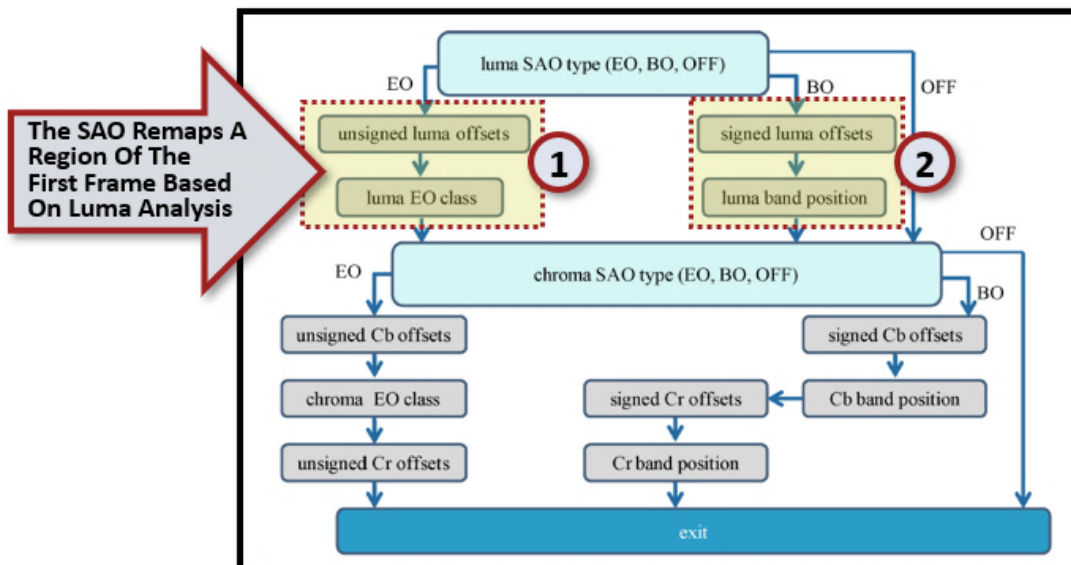 The SAO Remaps A
Region Of The
First Frame Based
On Luma Analysis
luma SAO type (EO, BO, OFF)
EO
BO
OFF
unsigned luma offsets
1
signed luma offsets
2
luma EO class
luma band position
OFF
EO
chroma SAO type (EO, BO, OFF)
BO
unsigned Cb offsets
signed Cb offsets
chroma EO class
signed Cr offsets
Cb band position
unsigned Cr offsets
Cr band position
exit